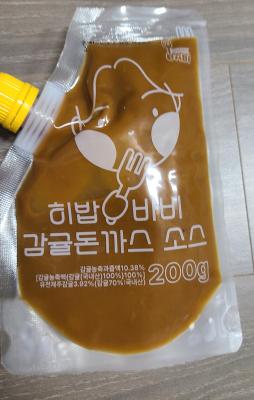 히밥 바비
감귤돈까스 소스
감귤농축과즙액10.38%
[감귤농축액(감귤(국내산)100%)100%]
유전제주감귤3.92%(감귤70%:국내산)
200g